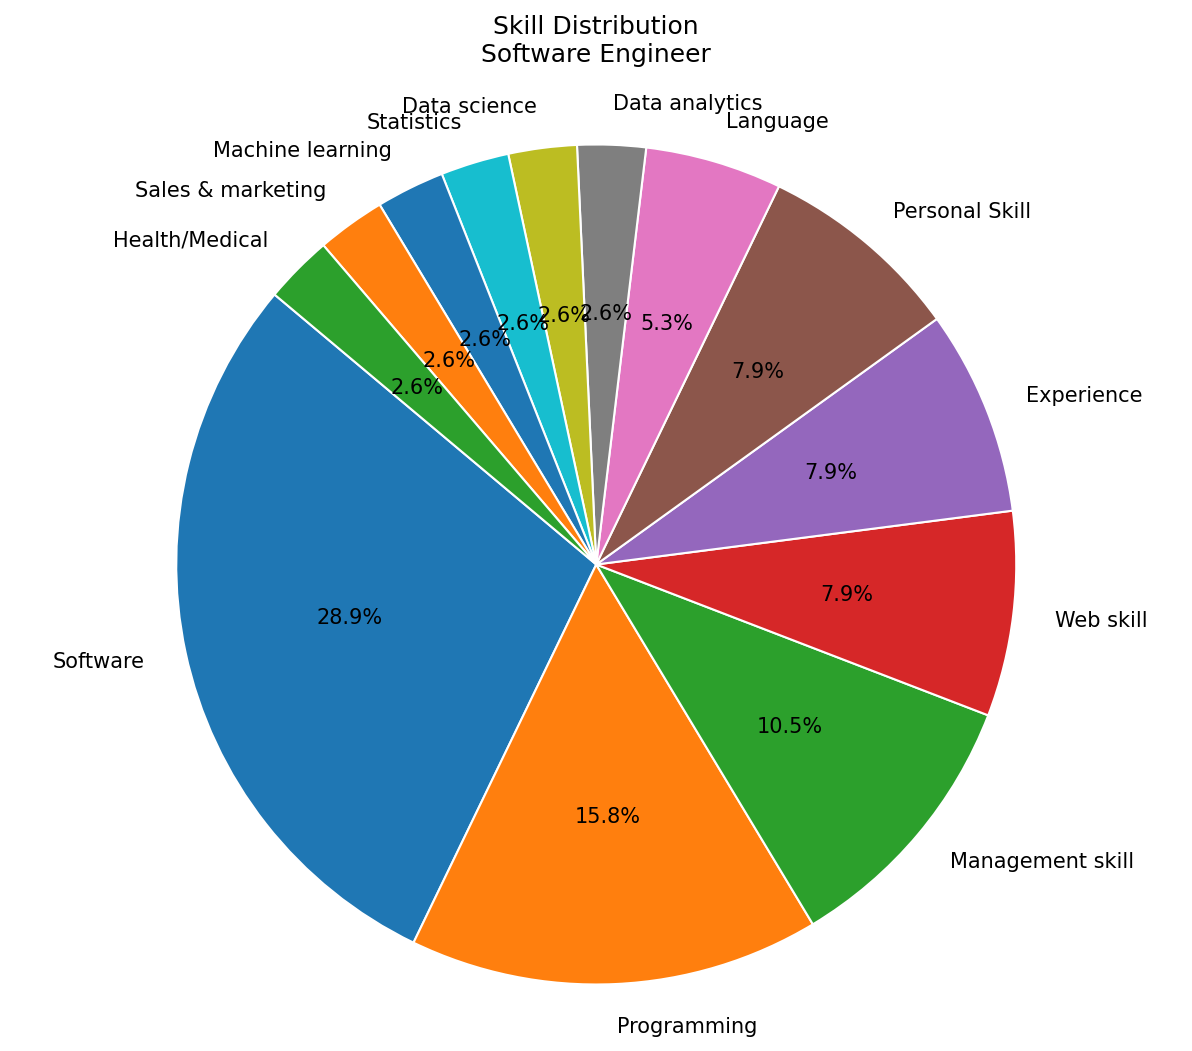 Skill Distribution
Software Engineer
Data analytics
Data science
Language
Statistics
Machine learning
Sales & marketing
Personal Skill
Health/Medical
2.6%
2.6%
2.6%
5.3%
2.6%
2.6%
7.9%
2.6%
Experience
7.9%
7.9%
28.9%
Web skill
Software
10.5%
15.8%
Management skill
Programming